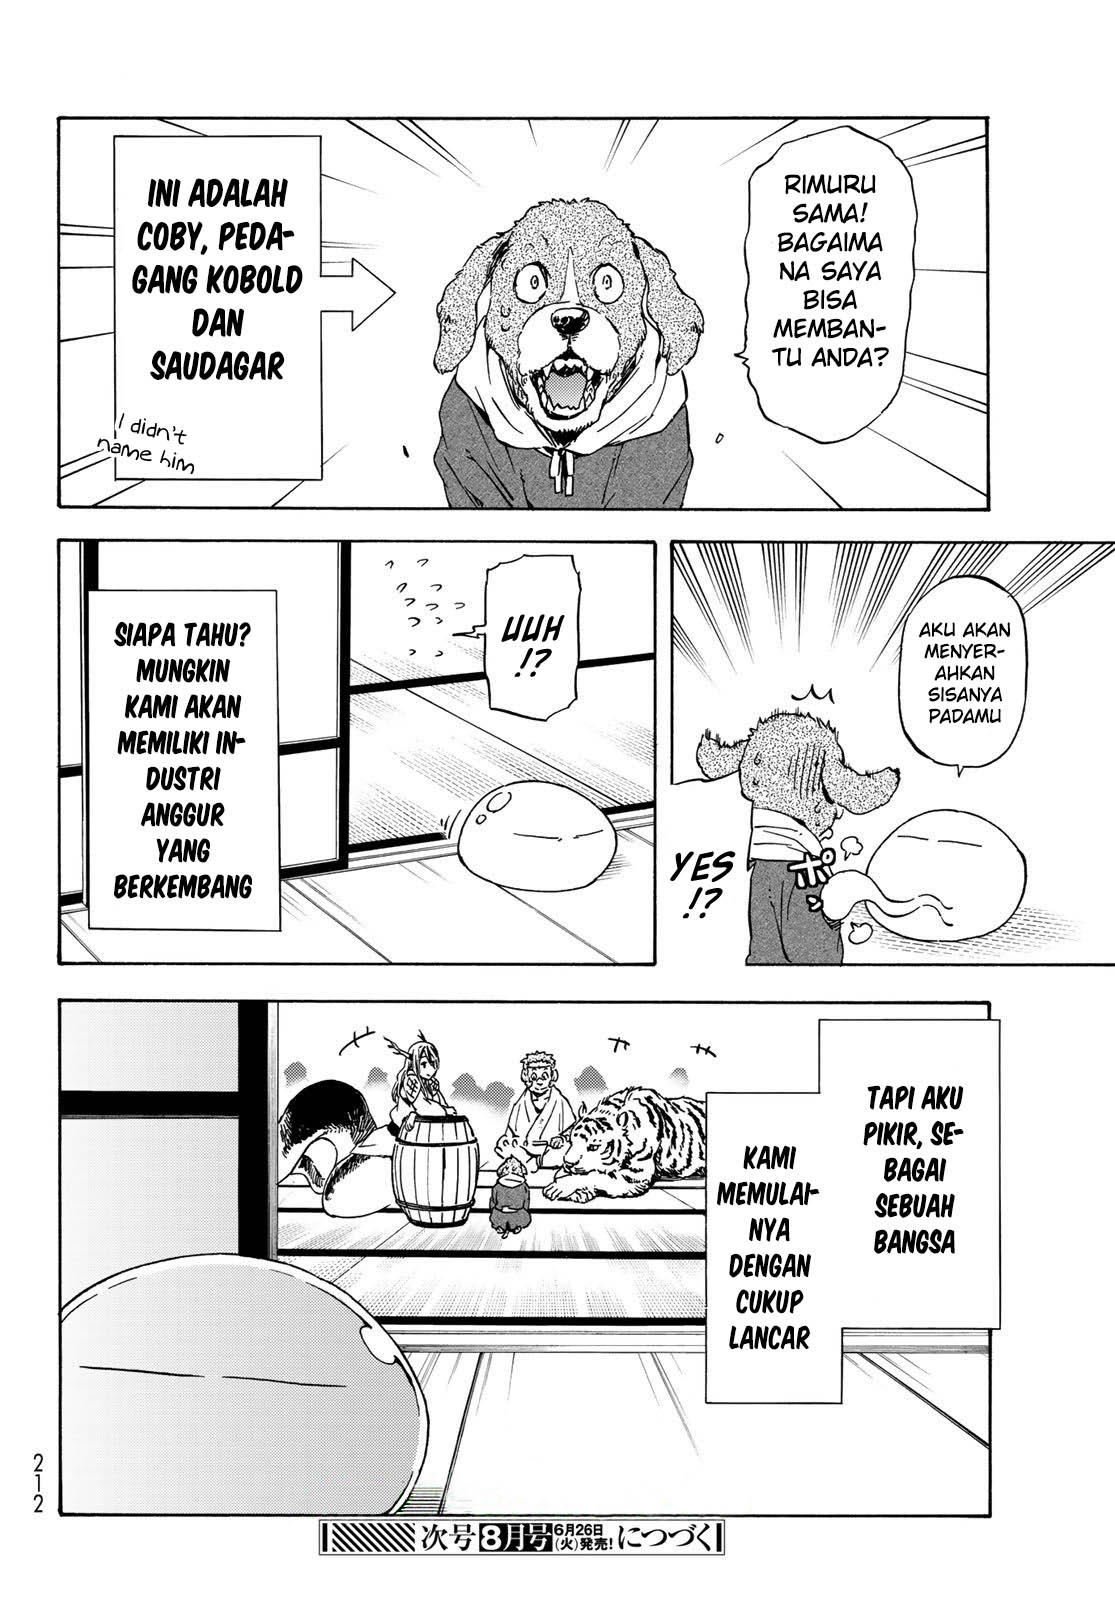 RIMURU
SAMA!
BAGAIMA
NA SAYA
BISA
MEMBAN-
TU ANDA?
INI ADALAH
COBY, PEDA-
GANG KOBOLD
DAN
SAUDAGAR
I didn't
name him
AKU AKAN
MENYER-
AHKAN
SISANYA
PADAMU
ポン
YES
!?
UUH
!?
SIAPA TAHU?
MUNGKIN
KAMI AKAN
MEMILIKI IN-
DUSTRI
ANGGUR
YANG
BERKEMBANG
TAPI AKU
PIKIR, SE-
BAGAI
SEBUAH
BANGSA
KAMI
MEMULAI-
NYA
DENGAN
CUKUP
LANCAR
212
次号8月号6月26日(火)発売!につづく